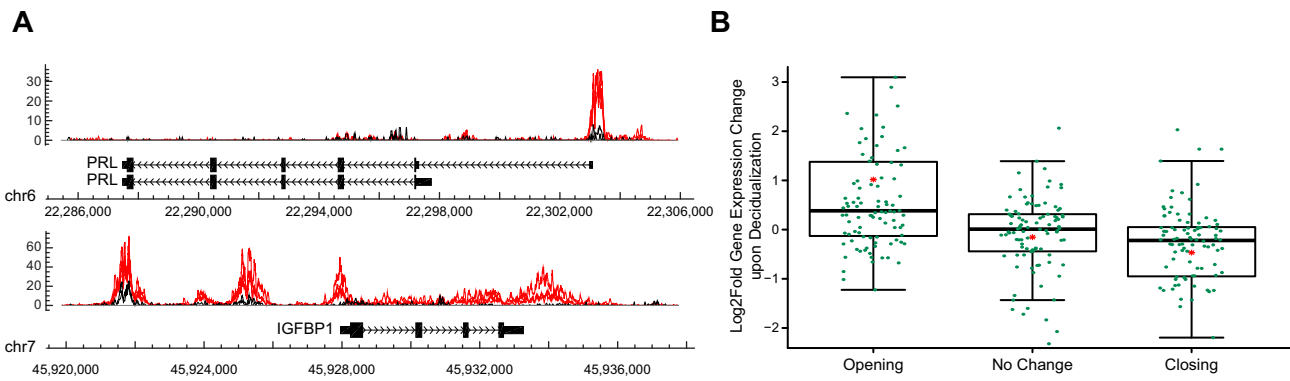 A
30
20
10
0
PRL
PRL
chr6
22,286,000 22,290,000 22,294,000 22,298,000 22,302,000 22,306,000
60
40
20
0
IGFBP1
chr7
45,920,000 45,924,000 45,928,000 45,932,000 45,936,000
B
Log2Fold Gene Expression Change
upon Decidualization
3
2
1
0
−1
−2
Opening No Change Closing